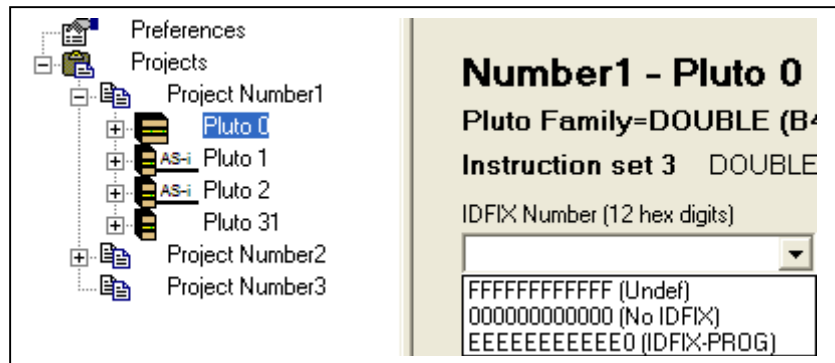 Preferences
Projects
Project Number1
Pluto 0
AS-i Pluto 1
AS-i Pluto 2
Pluto 31
Project Number2
Project Number3
Number1 - Pluto 0
Pluto Family=DOUBLE (B4
Instruction set 3 DOUBLE
IDFIX Number (12 hex digits)
FFFFFFFFFFFF (Undef)
000000000000 (No IDFIX)
EEEEEEEEEEE0 (IDFIX-PROG)